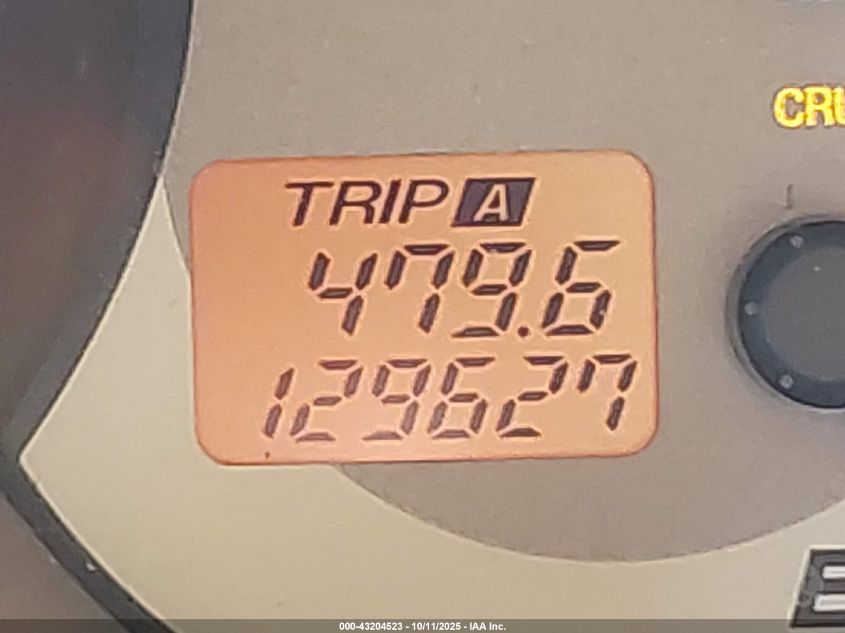 CRU
TRIP A
479.6
129627
000-43204523 - 10/11/2025 - IAA Inc.